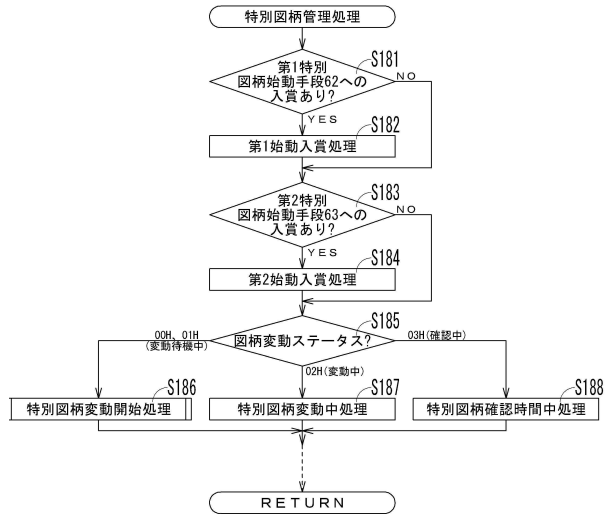 特別図柄管理処理
S181
第1特別
図柄始動手段62への
入賞あり?
NO
YES
S182
第1始動入賞処理
S183
第2特別
図柄始動手段63への
入賞あり?
NO
YES
S184
第2始動入賞処理
S185
図柄変動ステータス?
00H、01H
(変動待機中)
03H(確認中)
02H(変動中)
S186
特別図柄変動開始処理
S187
特別図柄変動中処理
S188
特別図柄確認時間中処理
RETURN